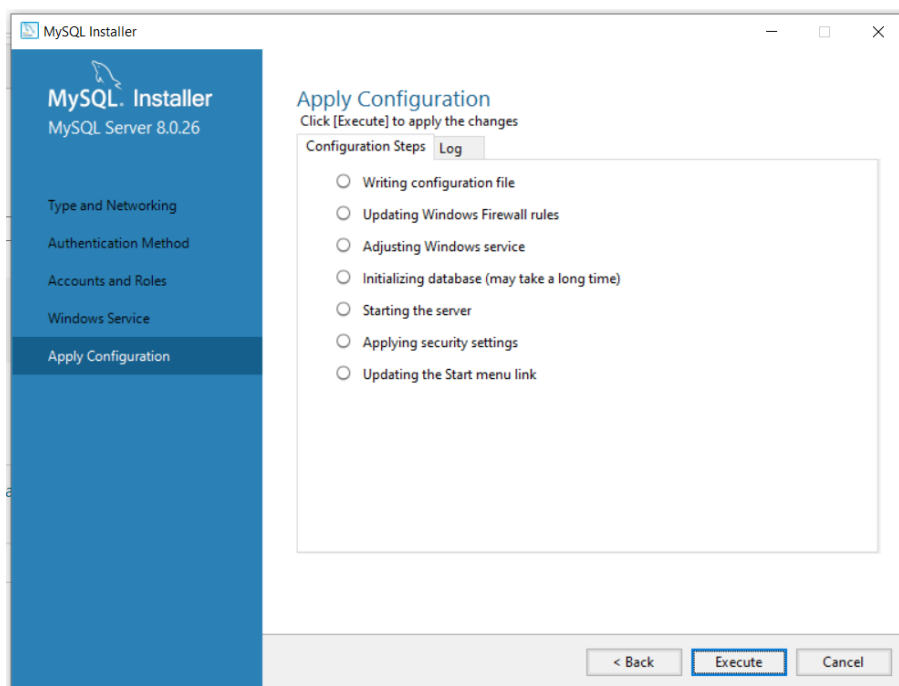 MySQL Installer
MySQL. Installer
MySQL Server 8.0.26
Type and Networking
Authentication Method
Accounts and Roles
Windows Service
Apply Configuration
Apply Configuration
Click [Execute] to apply the changes
Configuration Steps Log
Writing configuration file
Updating Windows Firewall rules
Adjusting Windows service
Initializing database (may take a long time)
Starting the server
Applying security settings
Updating the Start menu link
< Back Execute Cancel